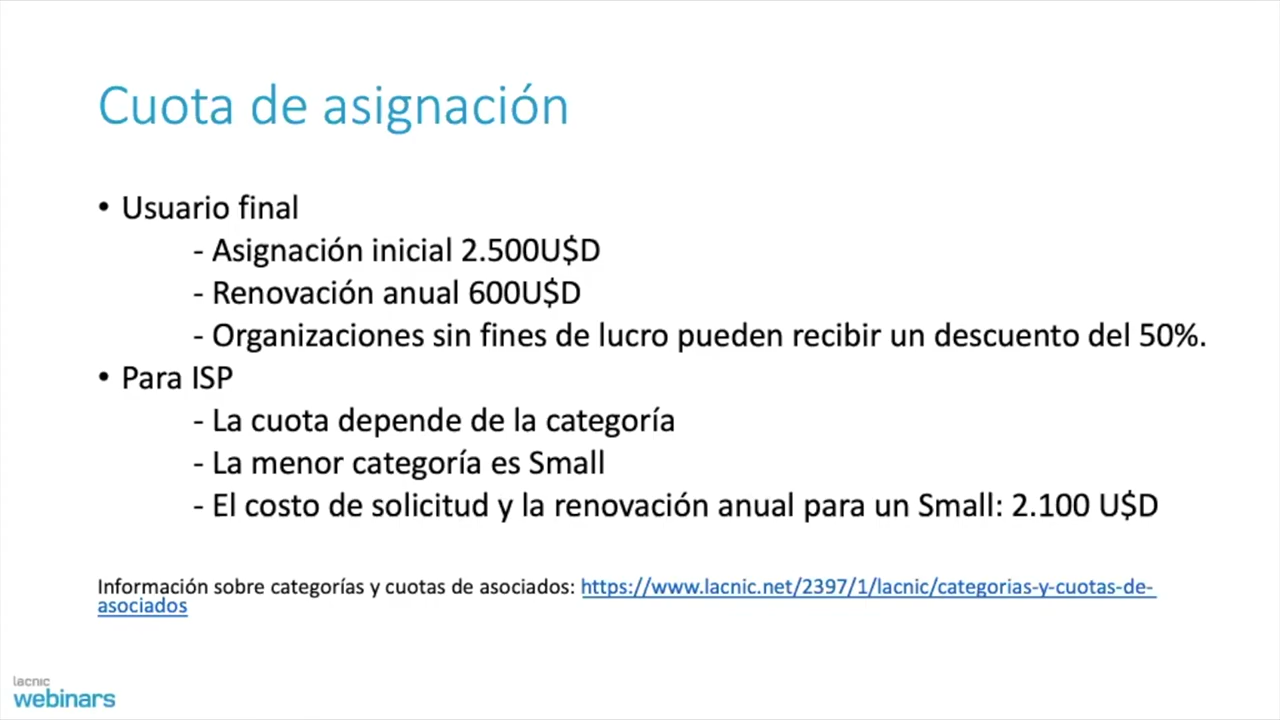 Cuota de asignación
• Usuario final
- Asignación inicial 2.500U$D
- Renovación anual 600U$D
- Organizaciones sin fines de lucro pueden recibir un descuento del 50%.
• Para ISP
- La cuota depende de la categoría
- La menor categoría es Small
- El costo de solicitud y la renovación anual para un Small: 2.100 U$D
Información sobre categorías y cuotas de asociados: https://www.lacnic.net/2397/1/lacnic/categorias-y-cuotas-de-
asociados
lacnic
webinars